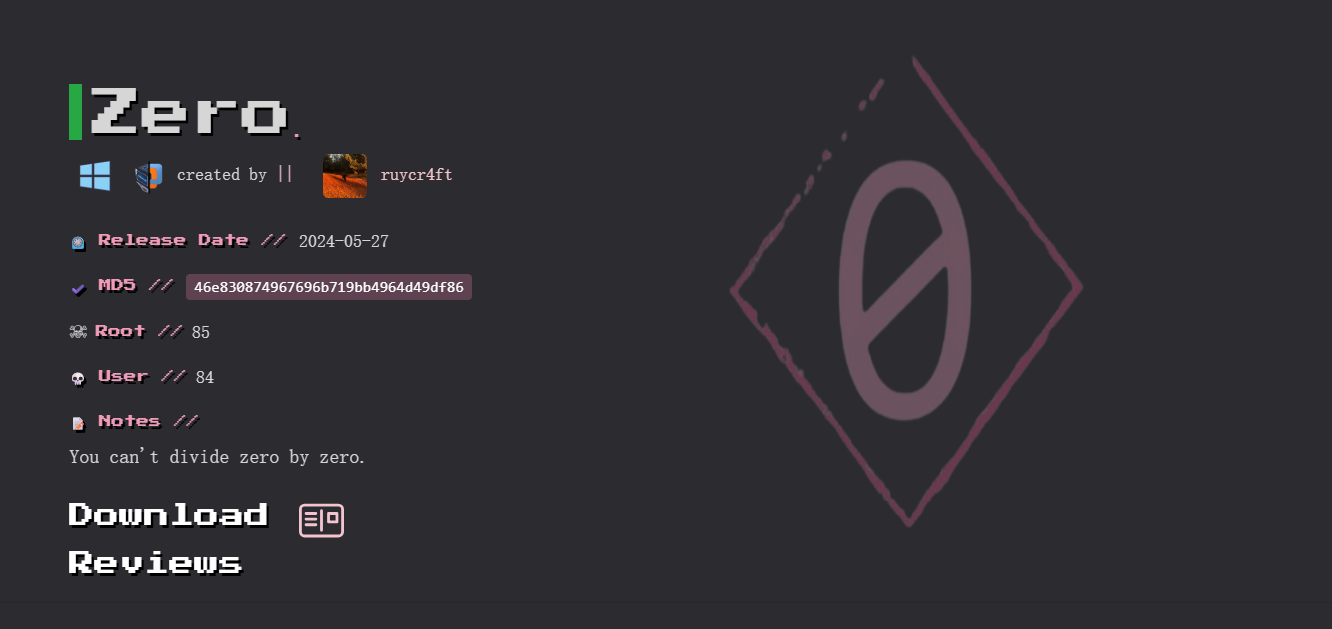 Zero.
created by || ruycr4ft
Release Date // 2024-05-27
MD5 // 46e830874967696b719bb4964d49df86
Root // 85
User // 84
Notes //
You can't divide zero by zero.
Download
Reviews
0